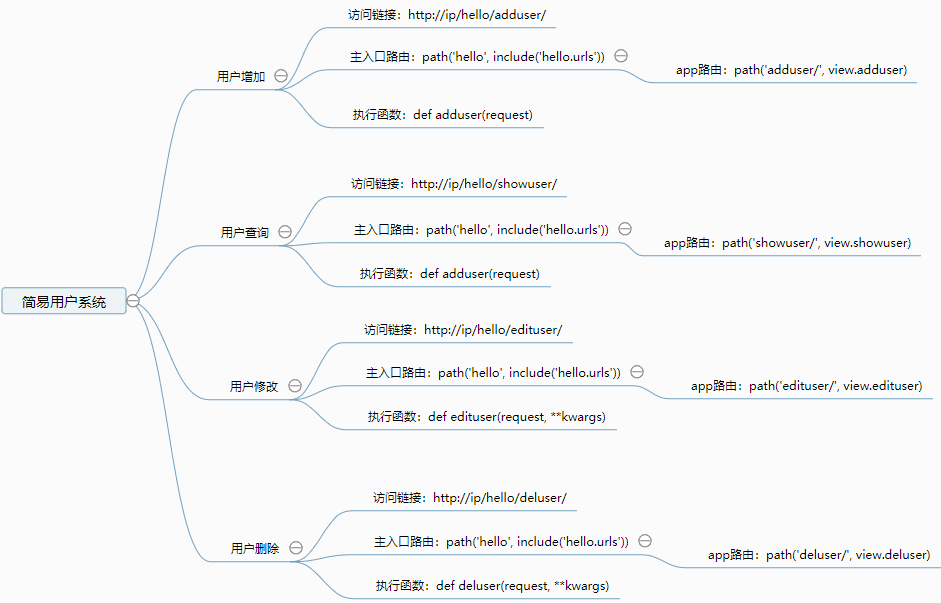 简易用户系统
用户增加
访问链接：http://ip/hello/adduser/
主入口路由：path('hello', include('hello.urls'))
app路由：path('adduser/', view.adduser)
执行函数：def adduser(request)
用户查询
访问链接：http://ip/hello/showuser/
主入口路由：path('hello', include('hello.urls'))
app路由：path('showuser/', view.showuser)
执行函数：def adduser(request)
用户修改
访问链接：http://ip/hello/edituser/
主入口路由：path('hello', include('hello.urls'))
app路由：path('edituser/', view.edituser)
执行函数：def edituser(request, **kwargs)
用户删除
访问链接：http://ip/hello/deluser/
主入口路由：path('hello', include('hello.urls'))
app路由：path('deluser/', view.deluser)
执行函数：def deluser(request, **kwargs)